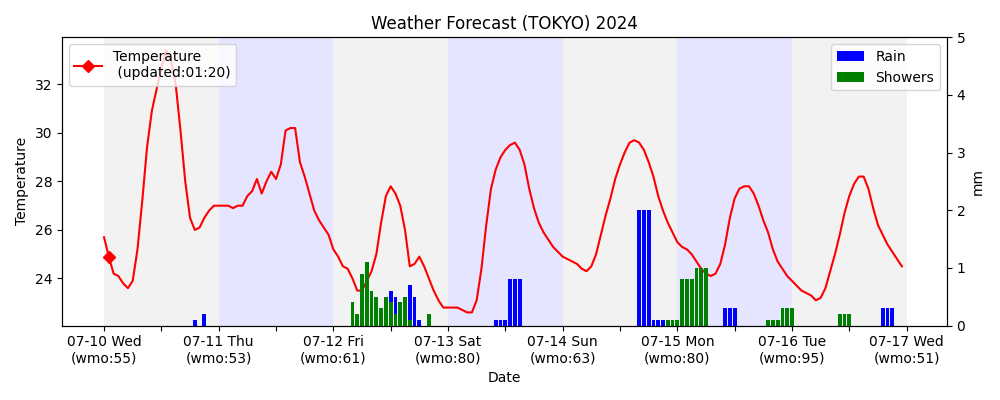 Weather Forecast (TOKYO) 2024
Temperature
(updated:01:20)
Rain
Showers
Temperature
32
30
28
26
24
5
4
3
2
1
0
mm
07-10 Wed
(wmo:55)
07-11 Thu
(wmo:53)
07-12 Fri
(wmo:61)
07-13 Sat
(wmo:80)
07-14 Sun
(wmo:63)
07-15 Mon
(wmo:80)
07-16 Tue
(wmo:95)
07-17 Wed
(wmo:51)
Date